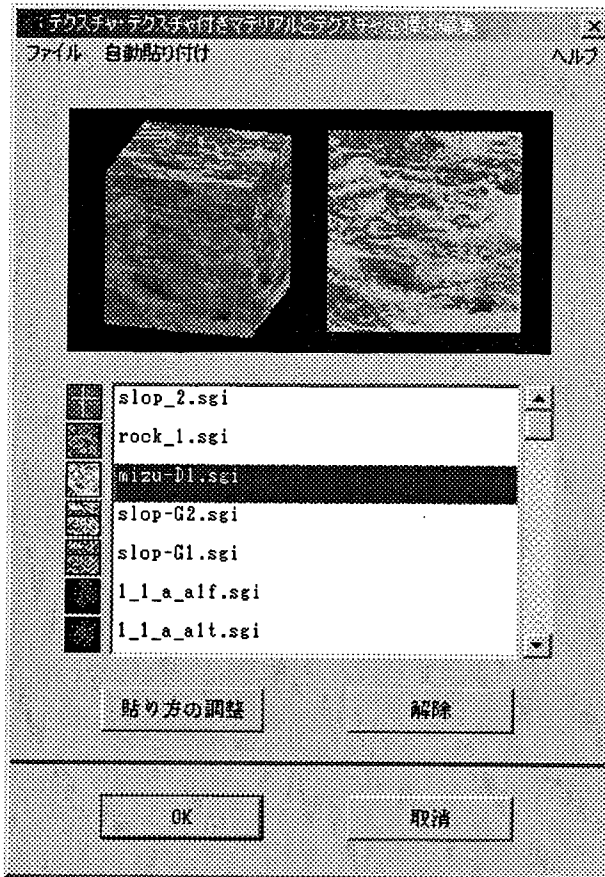 ファイル 自動貼り付け ヘルプ
slop_2.sgi
rock_1.sgi
mizu-D1.sgi
slop-G2.sgi
slop-G1.sgi
l_l_a_a1f.sgi
l_l_a_a1t.sgi
貼り方の調整 解除
OK 取消